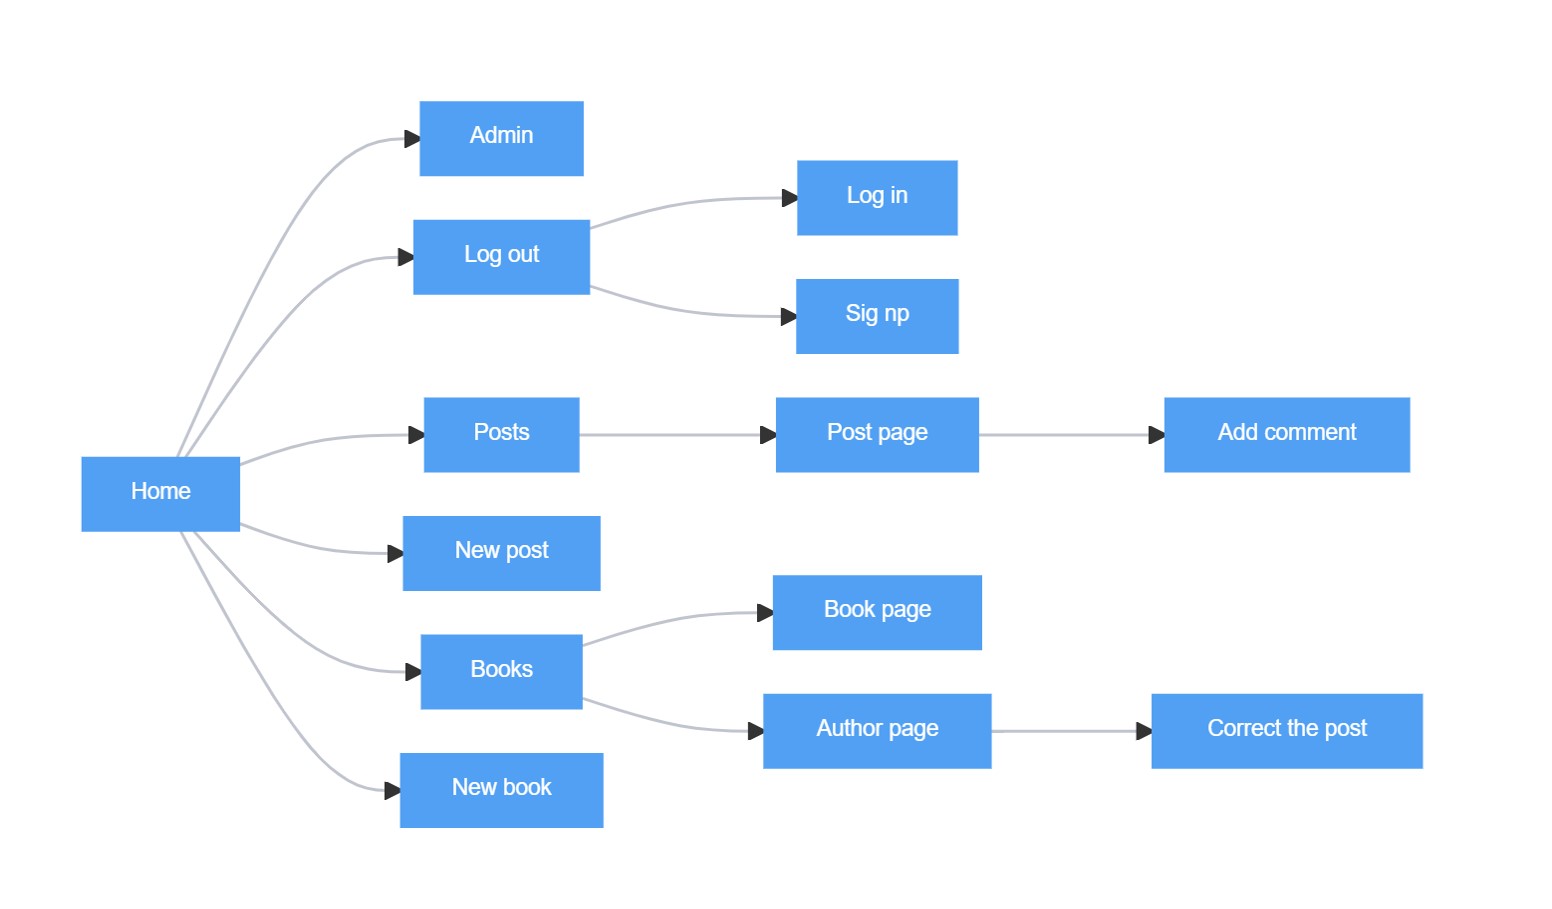 Admin
Log in
Log out
Sig np
Posts
Post page
Add comment
Home
New post
Book page
Books
Author page
Correct the post
New book